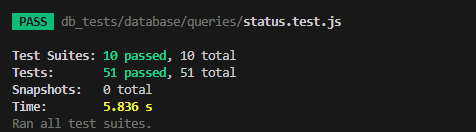 PASS db_tests/database/queries/status.test.js
Test Suites: 10 passed, 10 total
Tests: 51 passed, 51 total
Snapshots: 0 total
Time: 5.836 s
Ran all test suites.